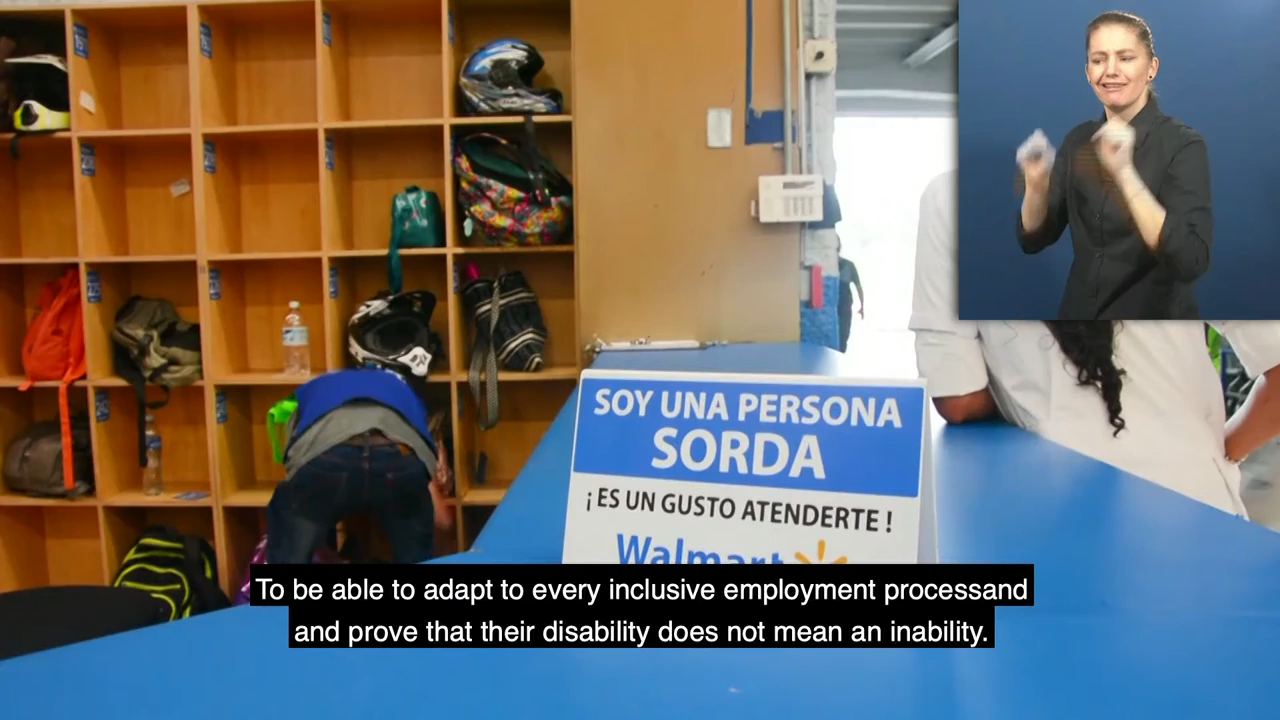 SOY UNA PERSONA
SORDA
¡ES UN GUSTO ATENDERTE!
Walmart
To be able to adapt to every inclusive employment processand
and prove that their disability does not mean an inability.